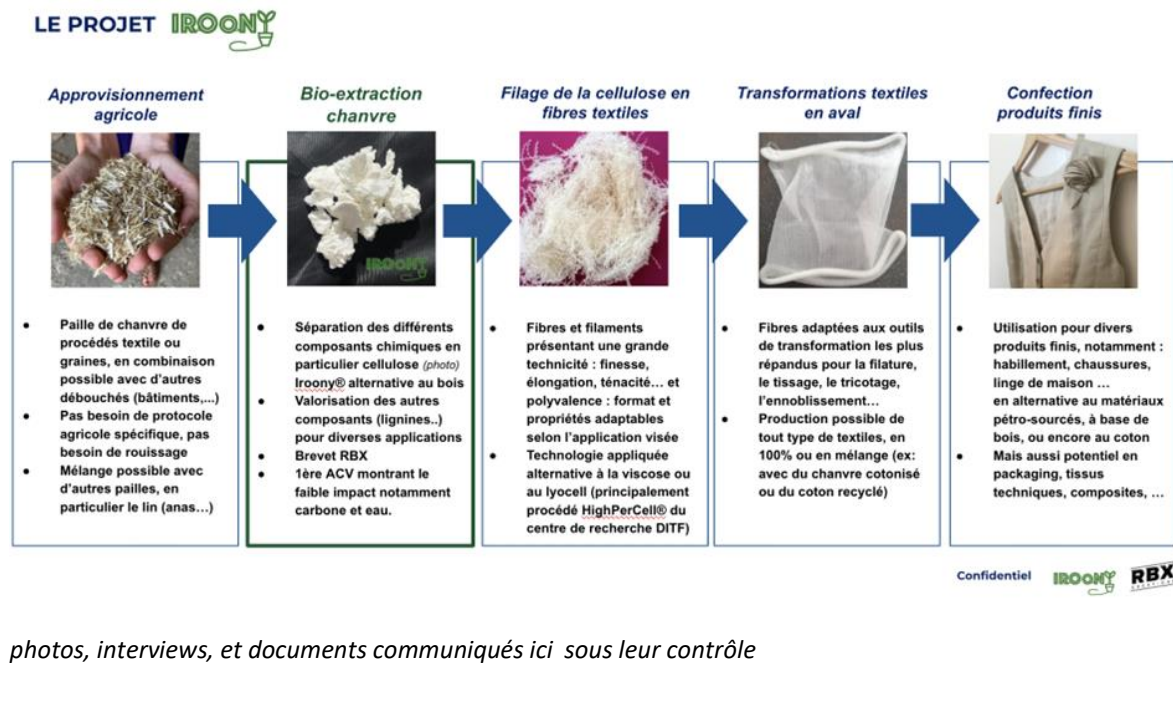 LE PROJET IROONY
Approvisionnement
agricole
Paille de chanvre de
procédés textile ou
graines, en combinaison
possible avec d'autres
débouchés (bâtiments,...)
Pas besoin de protocole
agricole spécifique, pas
besoin de rouissage
Mélange possible avec
d'autres pailles, en
particulier le lin (anas…)
Bio-extraction
chanvre
IROONY
Séparation des différents
composants chimiques en
particulier cellulose (photo)
Iroony® alternative au bois
Valorisation des autres
composants (lignines..)
pour diverses applications
Brevet RBX
1ère ACV montrant le
faible impact notamment
carbone et eau.
Filage de la cellulose en
fibres textiles
Fibres et filaments
présentant une grande
technicité : finesse,
élongation, ténacité… et
polyvalence : format et
propriétés adaptables
selon l'application visée
Technologie appliquée
alternative à la viscose ou
au lyocell (principalement
procédé HighPerCell® du
centre de recherche DITF)
Transformations textiles
en aval
Fibres adaptées aux outils
de transformation les plus
répandus pour la filature,
le tissage, le tricotage,
l'ennoblissement…
Production possible de
tout type de textiles, en
100% ou en mélange (ex:
avec du chanvre cotonisé
ou du coton recyclé)
Confection
produits finis
Utilisation pour divers
produits finis, notamment :
habillement, chaussures,
linge de maison …
en alternative au matériaux
pétro-sourcés, à base de
bois, ou encore au coton
Mais aussi potentiel en
packaging, tissus
techniques, composites, …
Confidentiel IROONY RBX
photos, interviews, et documents communiqués ici sous leur contrôle